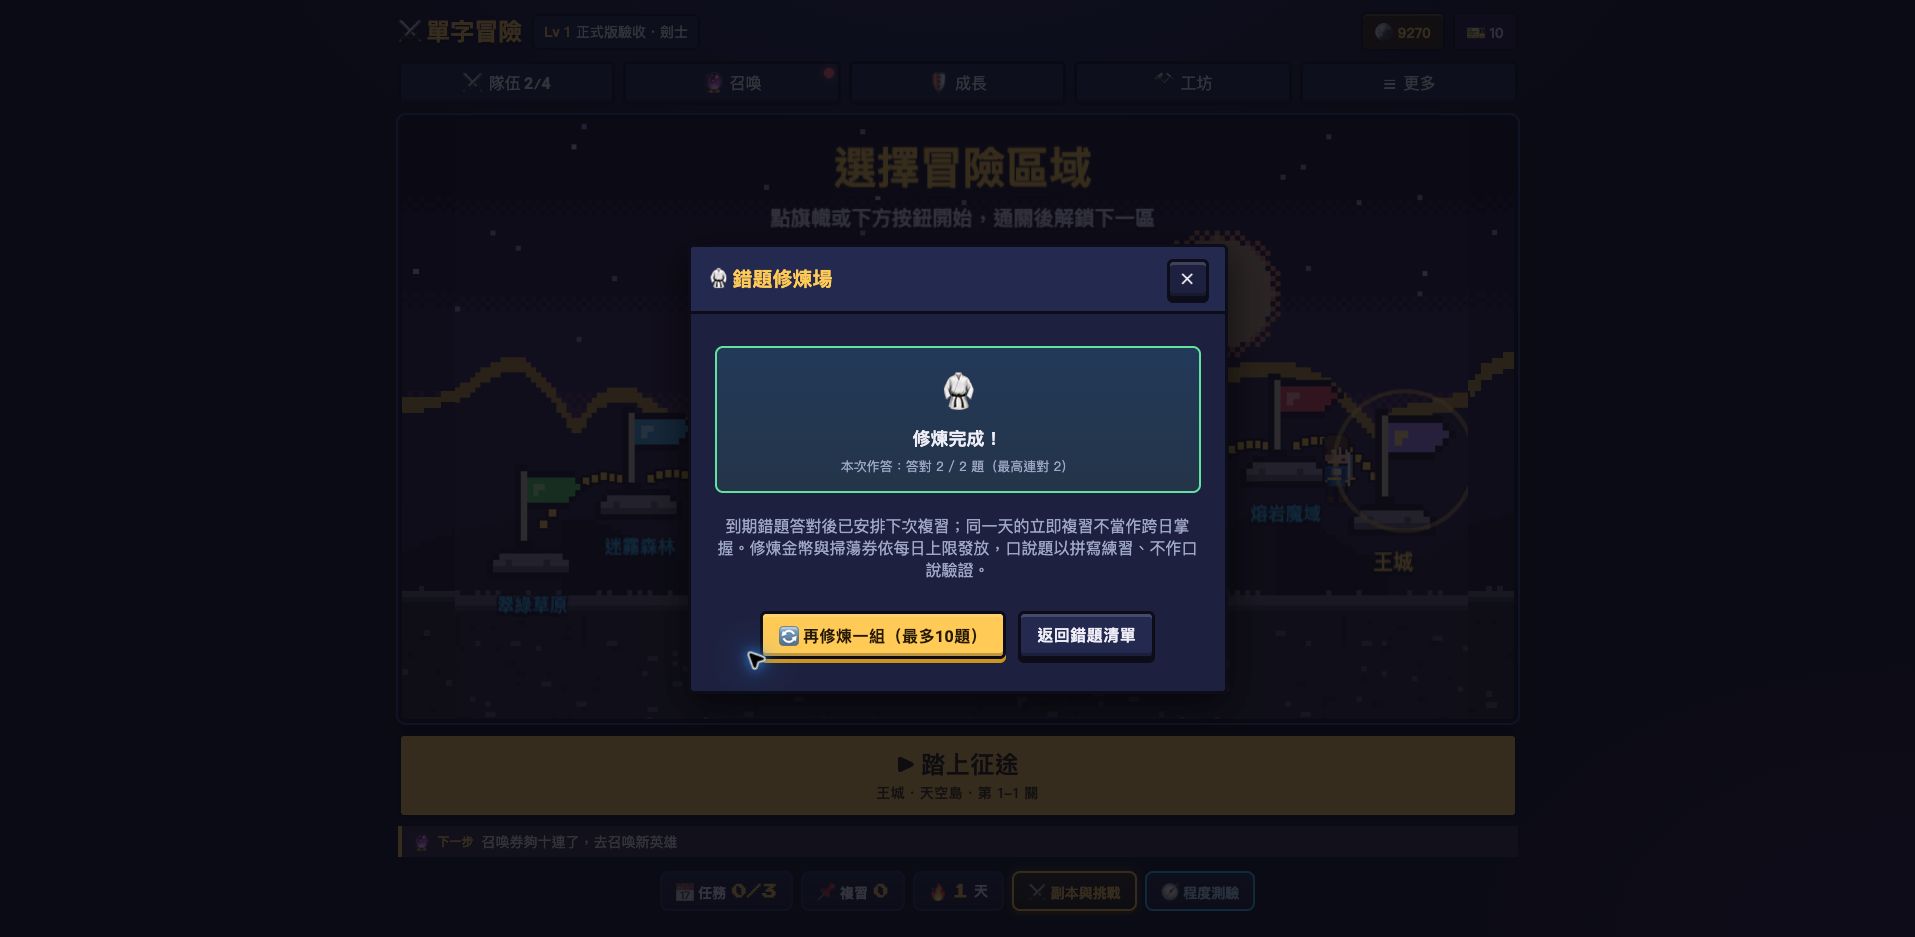 單字冒險
Lv 1 正式版驗收·劍士
9270
10
隊伍 2/4
召喚
成長
工坊
≡ 更多
選擇冒險區域
點旗幟或下方按鈕開始，通關後解鎖下一區
錯題修煉場
✕
修煉完成！
本次作答：答對 2 / 2 題（最高連對 2）
到期錯題答對後已安排下次複習；同一天的立即複習不當作跨日掌
握。修煉金幣與掃蕩券依每日上限發放，口說題以拼寫練習、不作口
說驗證。
再修煉一組（最多10題）
返回錯題清單
翠綠草原
迷霧森林
熔岩魔域
王城
▶ 踏上征途
王城·天空島·第 1-1 關
下一步 召喚券夠十連了，去召喚新英雄
17 任務 0/3
複習 0
1 天
副本與挑戰
程度測驗